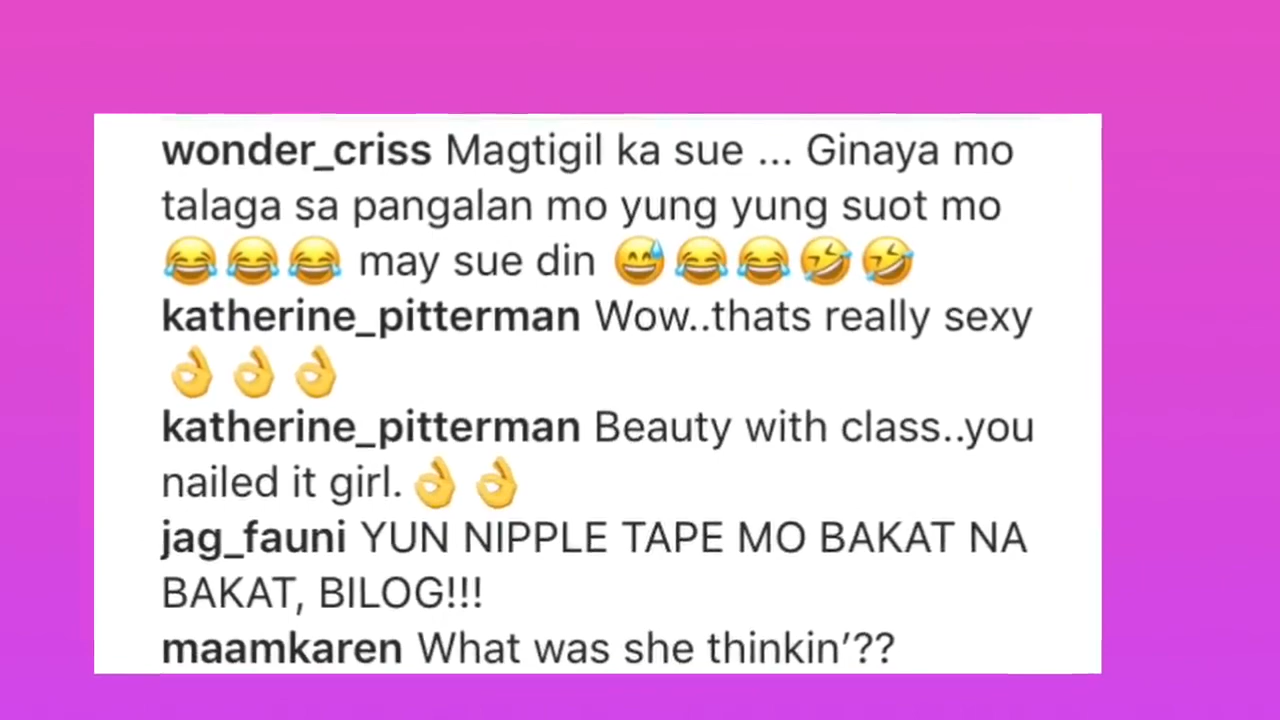 wonder_criss Magtigil ka sue ... Ginaya mo
talaga sa pangalan mo yung yung suot mo
😂😂😂 may sue din 😅😂😂🤣🤣
katherine_pitterman Wow..thats really sexy
👌👌👌
katherine_pitterman Beauty with class..you
nailed it girl.👌👌
jag_fauni YUN NIPPLE TAPE MO BAKAT NA
BAKAT, BILOG!!!
maamkaren What was she thinkin’??